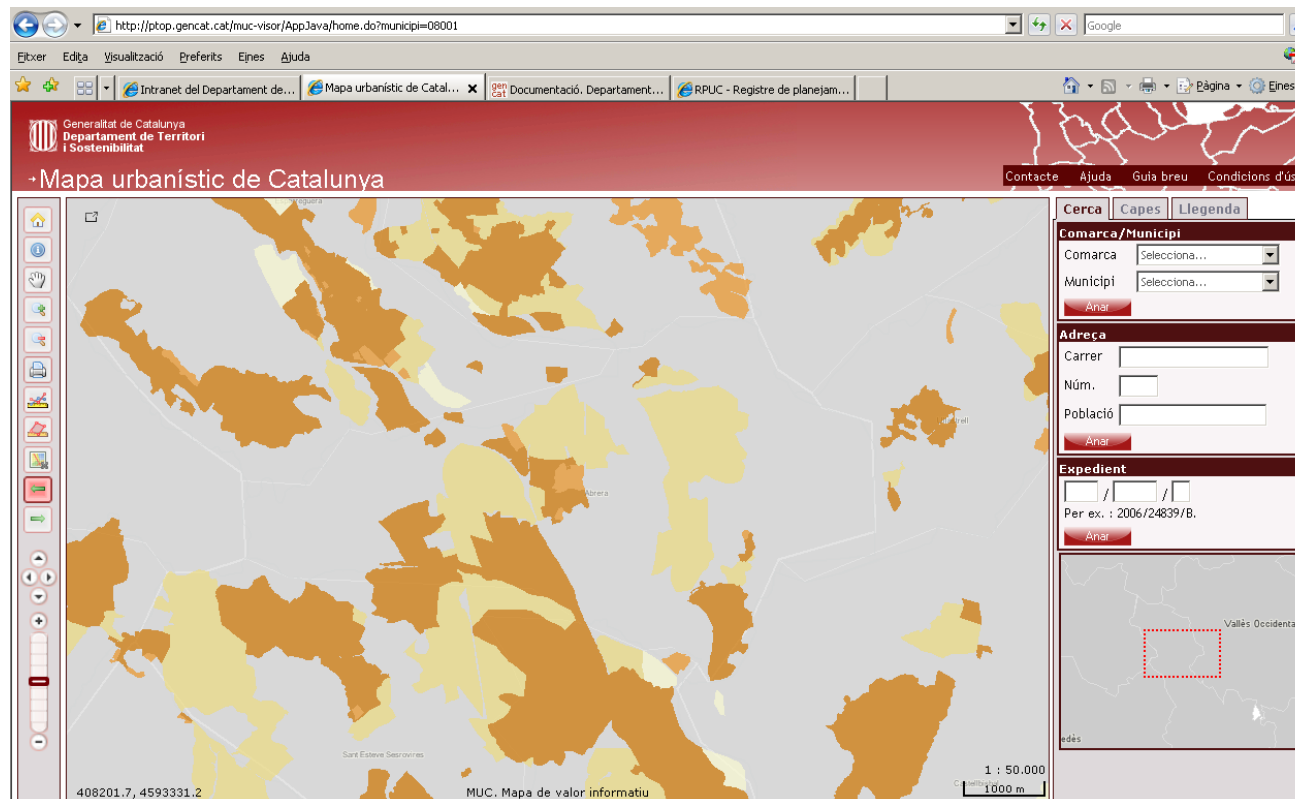 http://ptop.gencat.cat/muc-visor/AppJava/home.do?municipi=08001
Google
Fitxer Edita Visualització Preferits Eines Ajuda
Intranet del Departament de...
Mapa urbanístic de Catal...
gen cat Documentació. Departament...
RPUC - Registre de planejam...
Pàgina
Eines
Generalitat de Catalunya
Departament de Territori
i Sostenibilitat
Mapa urbanístic de Catalunya
Contacte Ajuda Guia breu Condicions d'ús
Cerca Capes Llegenda
Comarca/Municipi
Comarca Selecciona...
Municipi Selecciona...
Anar
Adreça
Carrer
Núm.
Població
Anar
Expedient
/ /
Per ex. : 2006/24839/B.
Anar
Abrera
Vallès Occidenta
edès
Sant Esteve Sesrovires
1 : 50.000
1000 m
408201.7, 4593331.2
MUC. Mapa de valor informatiu